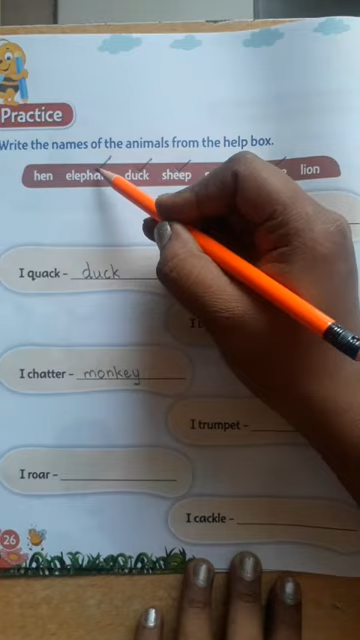 Practice
Write the names of the animals from the help box.
hen duck sheep lion
I quack - duck
I chatter - monkey
I trumpet -
I roar -
I cackle -
26